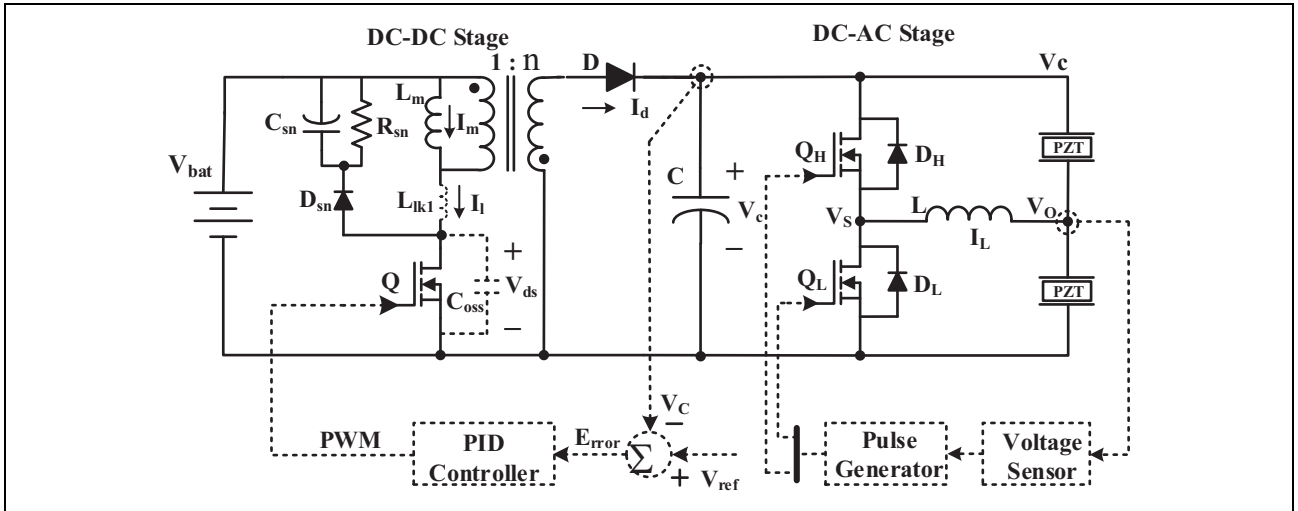 DC-DC Stage
DC-AC Stage
1 : n
D
Vc
Lm
Id
Csn
Rsn
Im
PZT
QH
DH
Vbat
C
+
Dsn
Llk1
Il
Vc
VS
L
VO
IL
−
+
Q
Vds
QL
DL
PZT
Coss
−
VC
−
PWM
PID
Controller
Error
Σ
+
Vref
Pulse
Generator
Voltage
Sensor